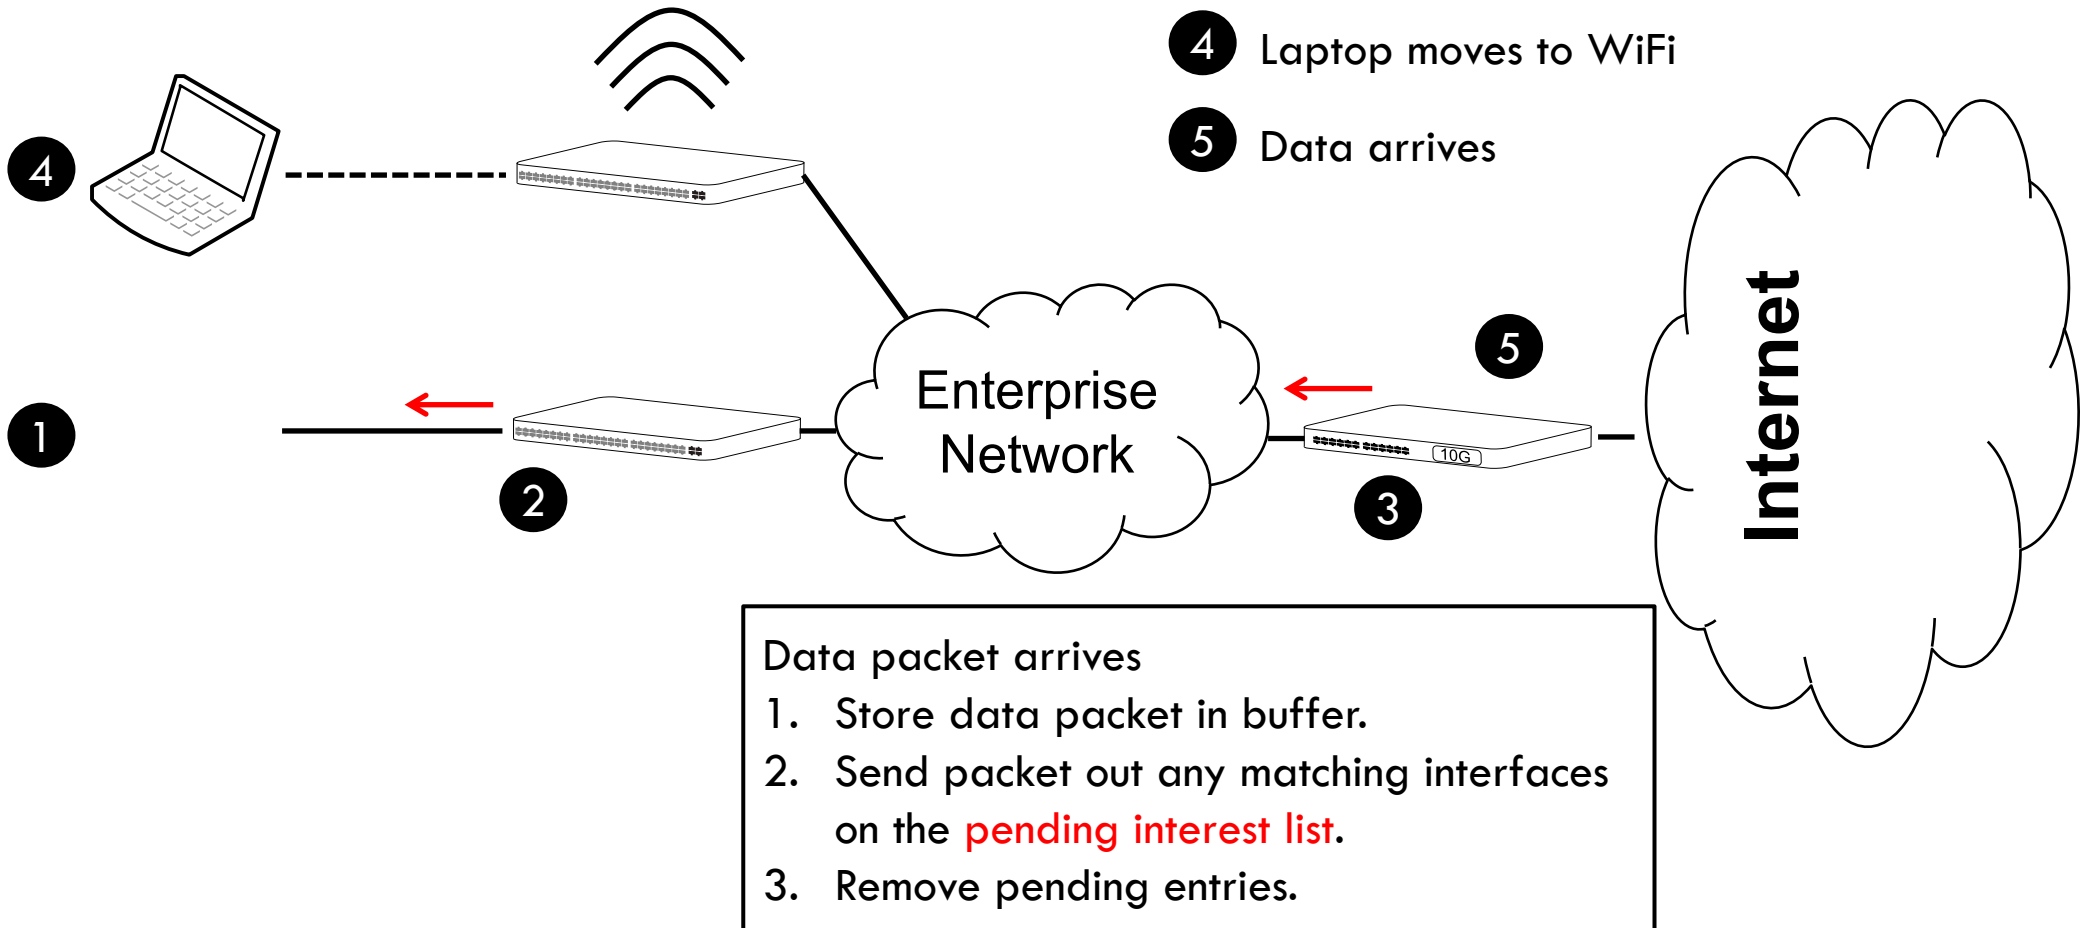 4 Laptop moves to WiFi
5 Data arrives
4
1
2
Enterprise
Network
5
10G
3
Internet
Data packet arrives
1. Store data packet in buffer.
2. Send packet out any matching interfaces
on the pending interest list.
3. Remove pending entries.